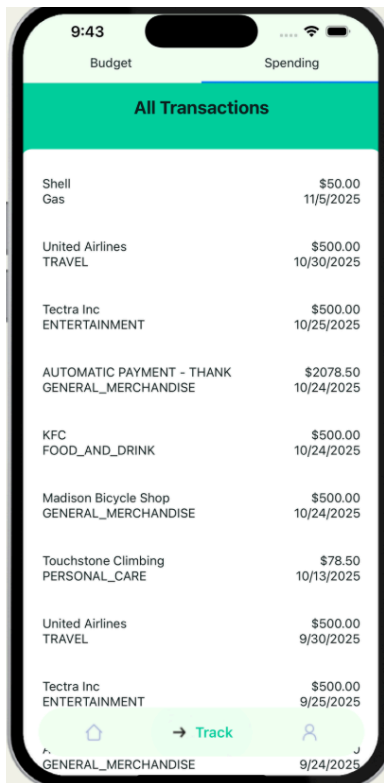 9:43
Budget Spending
All Transactions
Shell $50.00
Gas 11/5/2025
United Airlines $500.00
TRAVEL 10/30/2025
Tectra Inc $500.00
ENTERTAINMENT 10/25/2025
AUTOMATIC PAYMENT - THANK $2078.50
GENERAL_MERCHANDISE 10/24/2025
KFC $500.00
FOOD_AND_DRINK 10/24/2025
Madison Bicycle Shop $500.00
GENERAL_MERCHANDISE 10/24/2025
Touchstone Climbing $78.50
PERSONAL_CARE 10/13/2025
United Airlines $500.00
TRAVEL 9/30/2025
Tectra Inc $500.00
ENTERTAINMENT 9/25/2025
Track
GENERAL_MERCHANDISE 9/24/2025